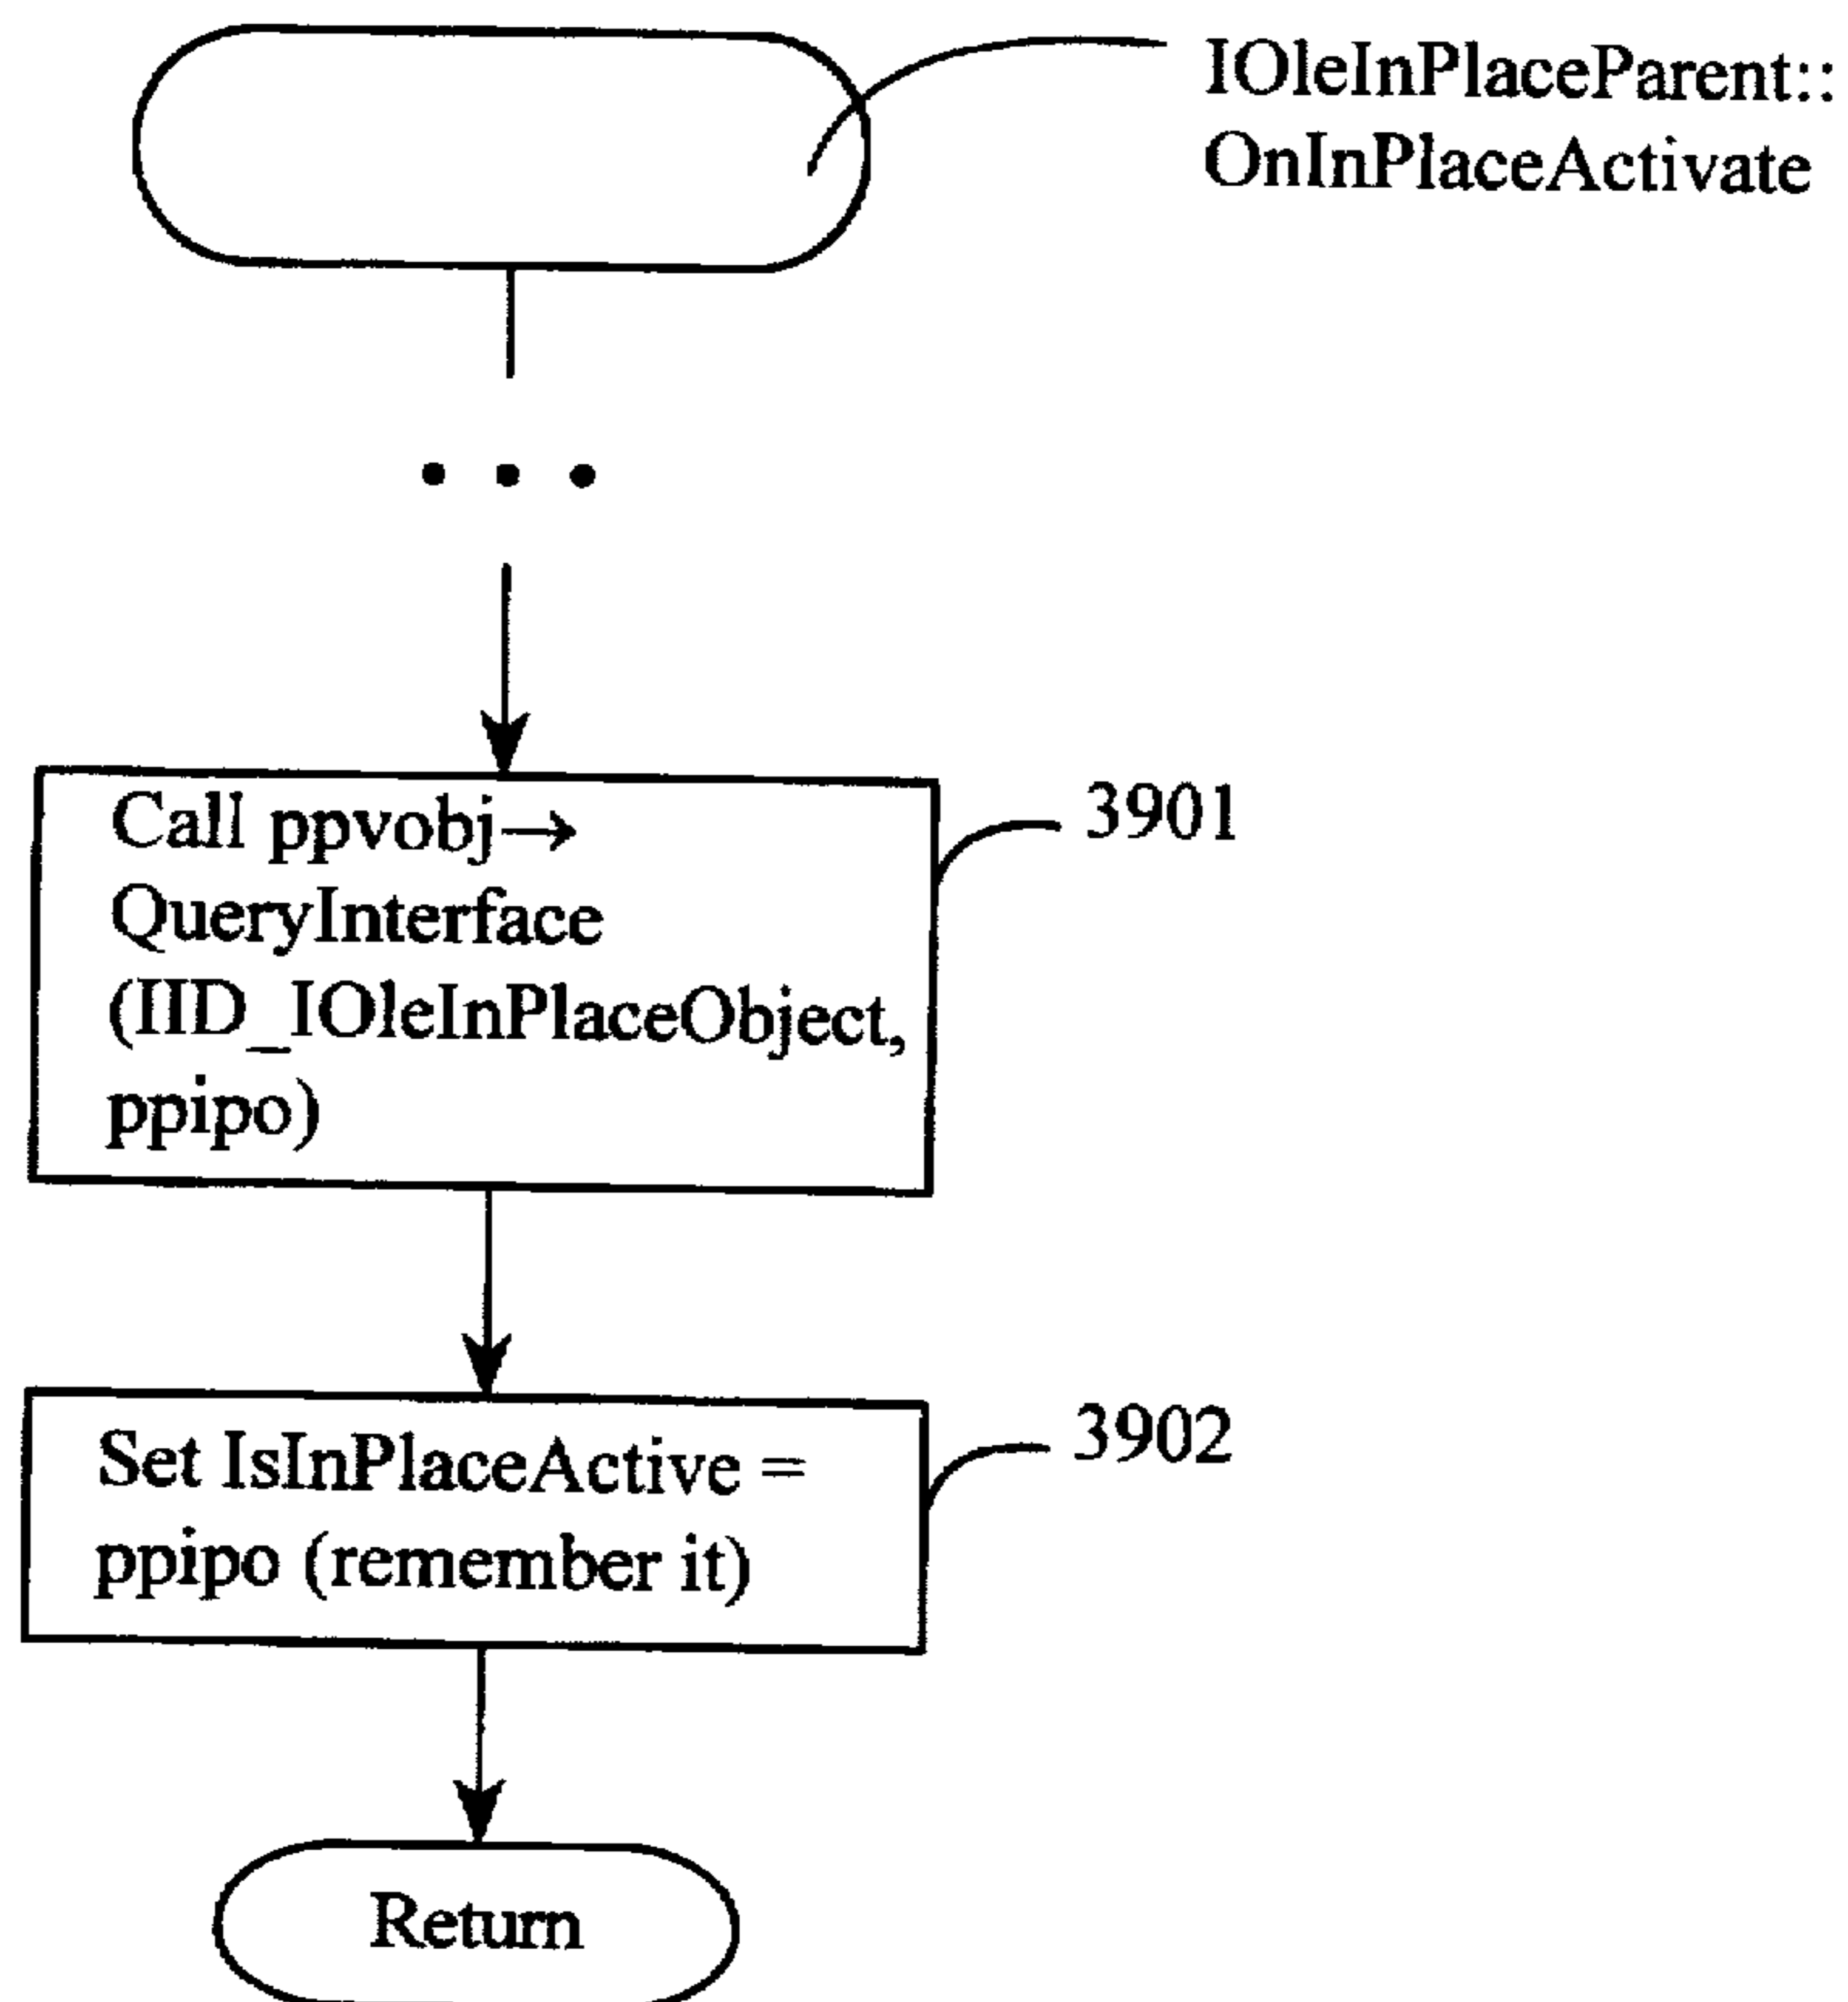 IOleInPlaceParent::
OnInPlaceActivate
Call ppvobj→
QueryInterface
(IID_IOleInPlaceObject,
ppipo)
3901
Set IsInPlaceActive =
ppipo (remember it)
3902
Return